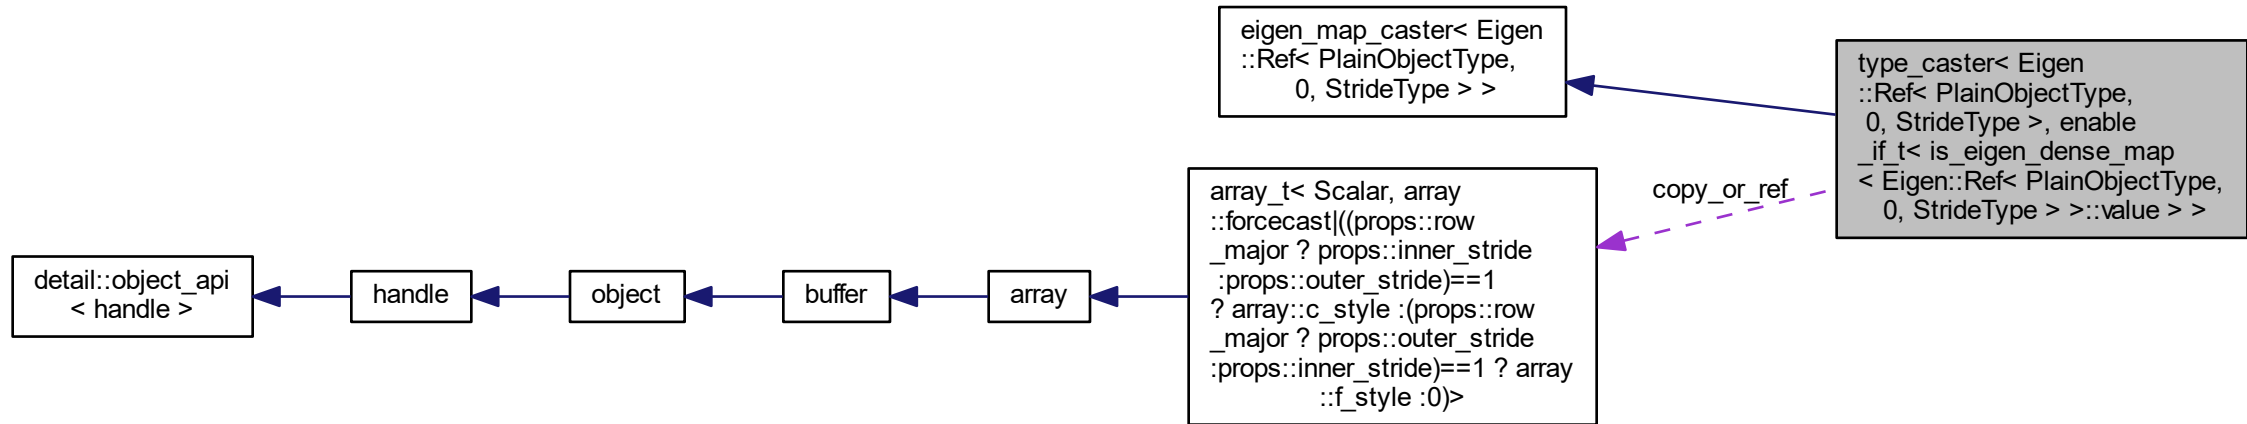 eigen_map_caster< Eigen
::Ref< PlainObjectType,
0, StrideType > >
type_caster< Eigen
::Ref< PlainObjectType,
0, StrideType >, enable
_if_t< is_eigen_dense_map
< Eigen::Ref< PlainObjectType,
0, StrideType > >::value > >
copy_or_ref
array_t< Scalar, array
::forcecast|((props::row
_major ? props::inner_stride
:props::outer_stride)==1
? array::c_style :(props::row
_major ? props::outer_stride
:props::inner_stride)==1 ? array
::f_style :0)>
detail::object_api
< handle >
handle
object
buffer
array